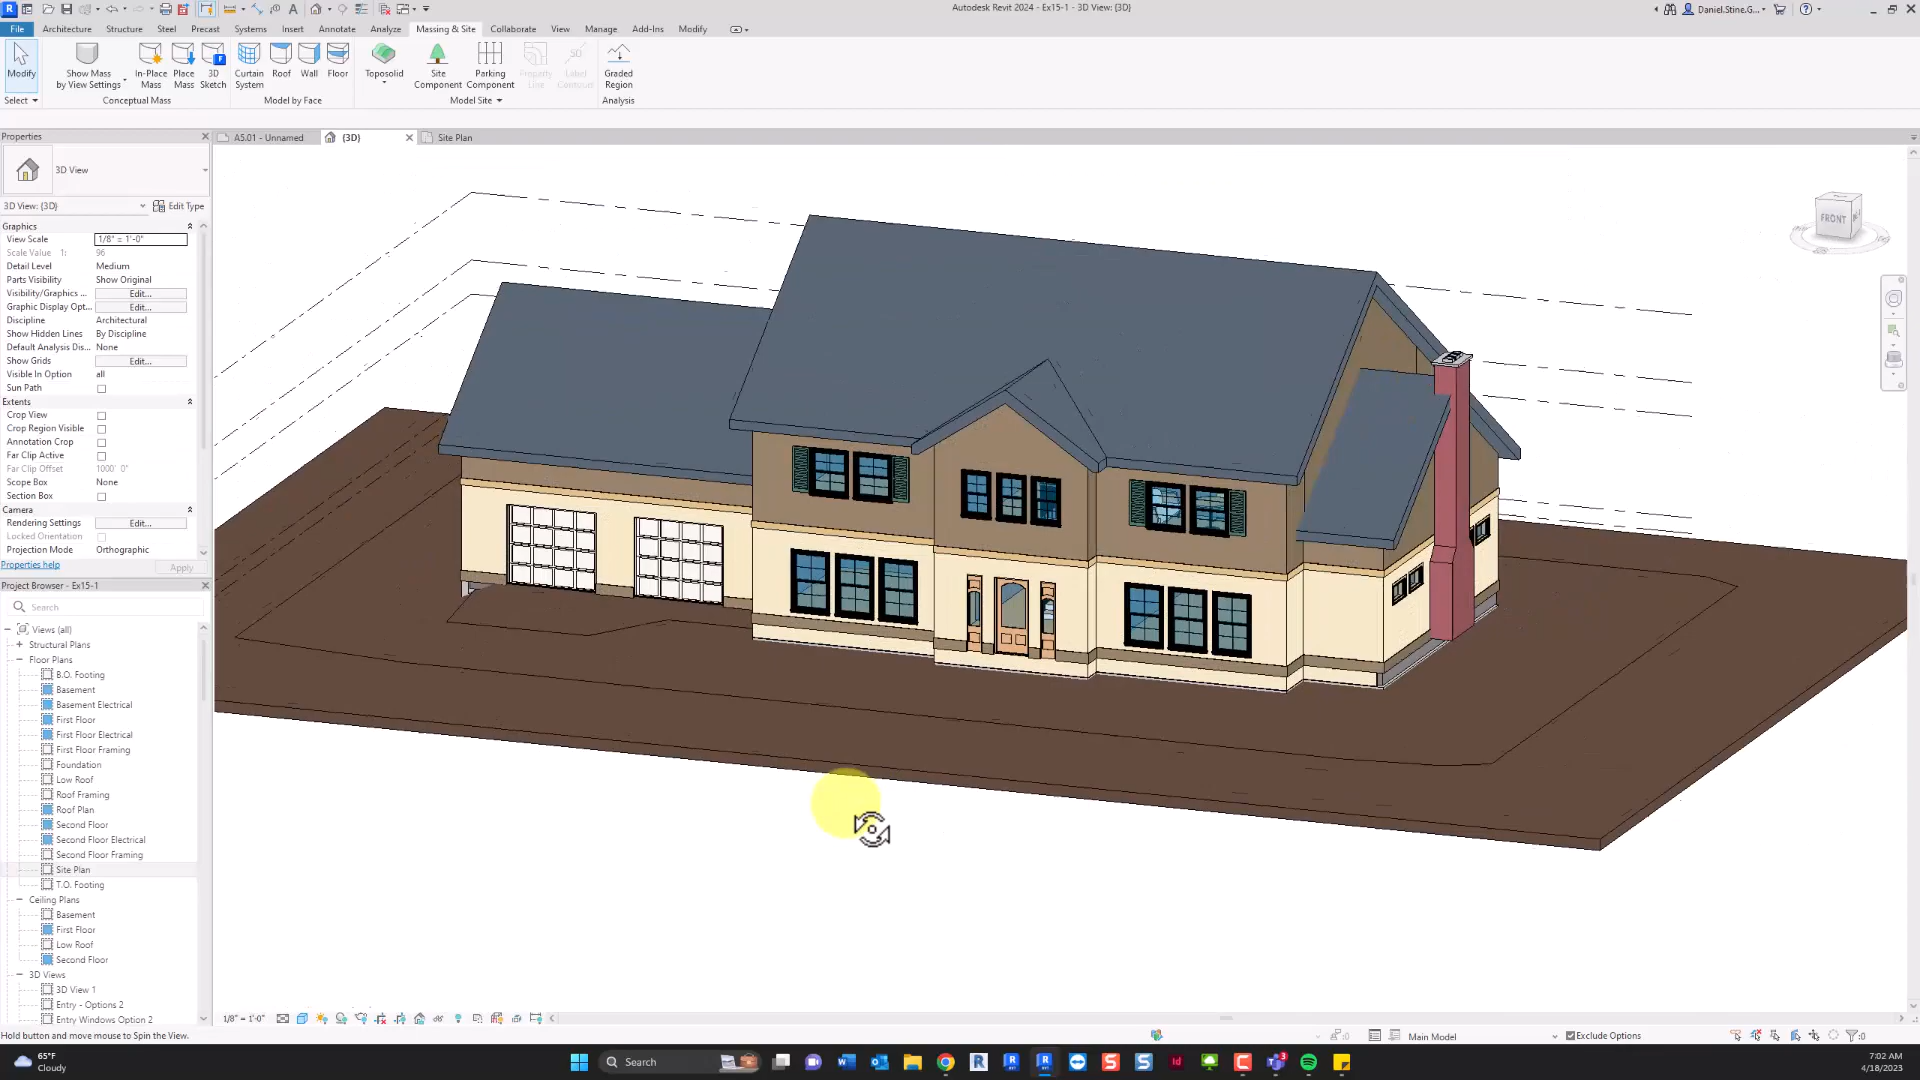 Autodesk Revit 2024 - Ex15-1 - 3D View: {3D}
Daniel.Stine.G...
File Architecture Structure Steel Precast Systems Insert Annotate Analyze Massing & Site Collaborate View Manage Add-Ins Modify
Modify
Show Mass by View Settings
In-Place Mass
Place Mass
3D Sketch
Curtain System
Roof
Wall
Floor
Toposolid
Site Component
Parking Component
Property Line
Label Contours
Graded Region
Select
Conceptual Mass
Model by Face
Model Site
Analysis
Properties
A5.01 - Unnamed
{3D}
Site Plan
3D View
3D View: {3D}
Edit Type
Graphics
View Scale 1/8" = 1'-0"
Scale Value 1: 96
Detail Level Medium
Parts Visibility Show Original
Visibility/Graphics ... Edit...
Graphic Display Opt... Edit...
Discipline Architectural
Show Hidden Lines By Discipline
Default Analysis Dis... None
Show Grids Edit...
Visible In Option all
Sun Path
Extents
Crop View
Crop Region Visible
Annotation Crop
Far Clip Active
Far Clip Offset 1000' 0"
Scope Box None
Section Box
Camera
Rendering Settings Edit...
Locked Orientation
Projection Mode Orthographic
Properties help
Apply
Project Browser - Ex15-1
Search
Views (all)
Structural Plans
Floor Plans
B.O. Footing
Basement
Basement Electrical
First Floor
First Floor Electrical
First Floor Framing
Foundation
Low Roof
Roof Framing
Roof Plan
Second Floor
Second Floor Electrical
Second Floor Framing
Site Plan
T.O. Footing
Ceiling Plans
Basement
First Floor
Low Roof
Second Floor
3D Views
3D View 1
Entry - Options 2
Entry Windows Option 2
FRONT
1/8" = 1'-0"
Hold button and move mouse to Spin the View.
:0
Main Model
Exclude Options
:0
65°F
Cloudy
Search
7:02 AM
4/18/2023